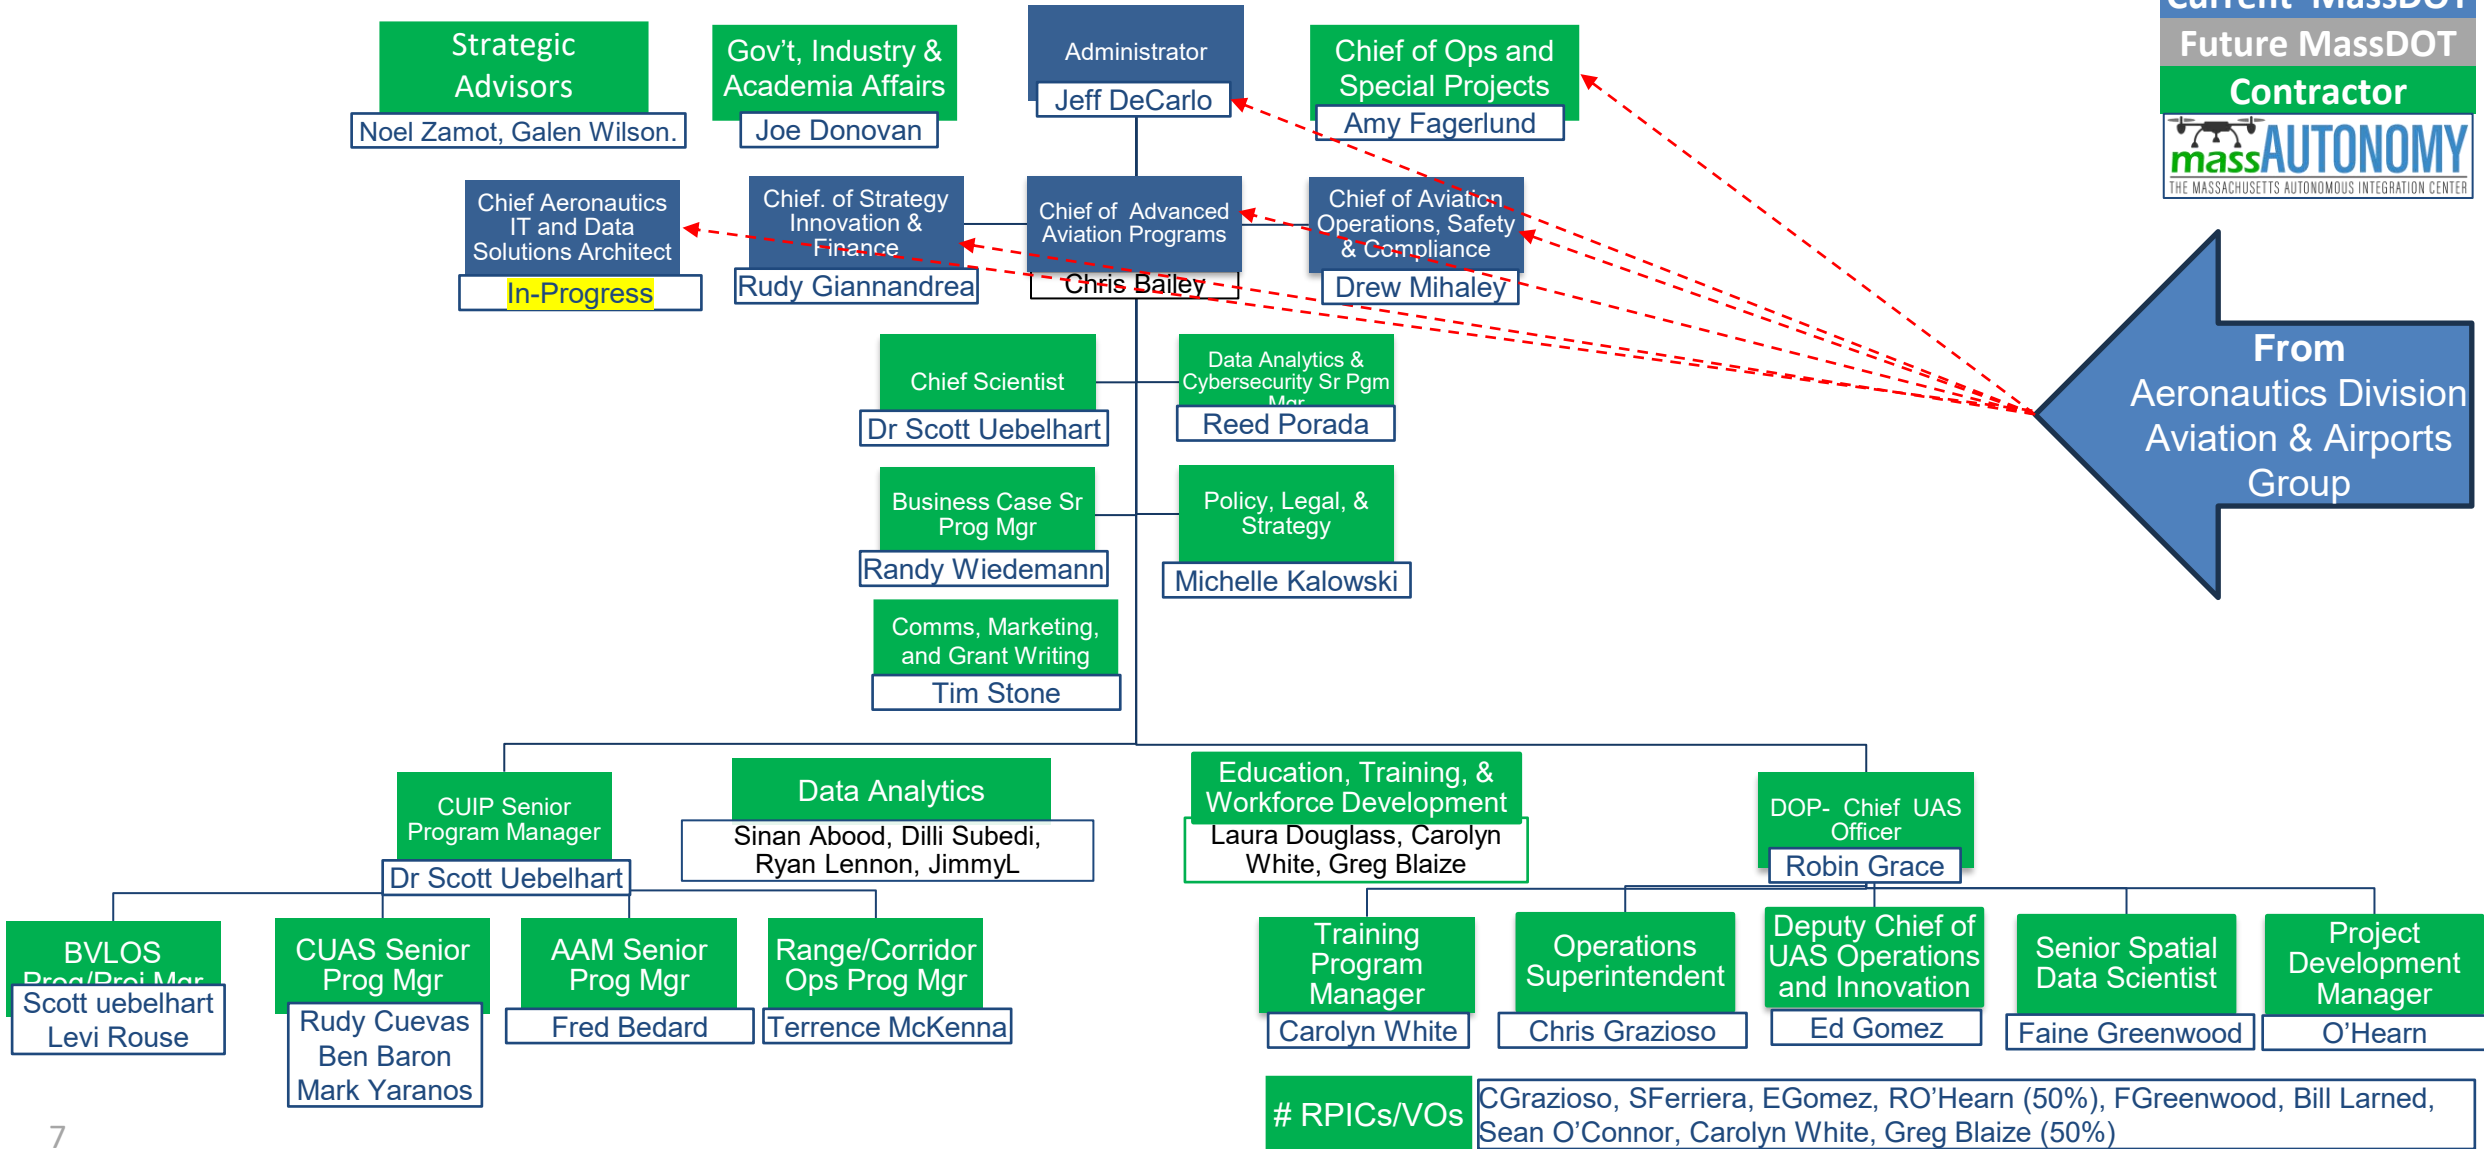 Current MassDOT
Future MassDOT
Contractor
massAUTONOMY
THE MASSACHUSETTS AUTONOMOUS INTEGRATION CENTER
Strategic
Advisors
Noel Zamot, Galen Wilson.
Gov't, Industry &
Academia Affairs
Joe Donovan
Administrator
Jeff DeCarlo
Chief of Ops and
Special Projects
Amy Fagerlund
Chief Aeronautics
IT and Data
Solutions Architect
In-Progress
Chief. of Strategy
Innovation &
Finance
Rudy Giannandrea
Chief of Advanced
Aviation Programs
Chris Bailey
Chief of Aviation
Operations, Safety
& Compliance
Drew Mihaley
From
Aeronautics Division
Aviation & Airports
Group
Chief Scientist
Dr Scott Uebelhart
Data Analytics &
Cybersecurity Sr Pgm
Mgr
Reed Porada
Business Case Sr
Prog Mgr
Randy Wiedemann
Policy, Legal, &
Strategy
Michelle Kalowski
Comms, Marketing,
and Grant Writing
Tim Stone
CUIP Senior
Program Manager
Dr Scott Uebelhart
Data Analytics
Sinan Abood, Dilli Subedi,
Ryan Lennon, JimmyL
Education, Training, &
Workforce Development
Laura Douglass, Carolyn
White, Greg Blaize
DOP- Chief UAS
Officer
Robin Grace
BVLOS
Prog/Proj Mgr
Scott uebelhart
Levi Rouse
CUAS Senior
Prog Mgr
Rudy Cuevas
Ben Baron
Mark Yaranos
AAM Senior
Prog Mgr
Fred Bedard
Range/Corridor
Ops Prog Mgr
Terrence McKenna
Training
Program
Manager
Carolyn White
Operations
Superintendent
Chris Grazioso
Deputy Chief of
UAS Operations
and Innovation
Ed Gomez
Senior Spatial
Data Scientist
Faine Greenwood
Project
Development
Manager
O'Hearn
# RPICs/VOs
CGrazioso, SFerriera, EGomez, RO'Hearn (50%), FGreenwood, Bill Larned,
Sean O'Connor, Carolyn White, Greg Blaize (50%)
7